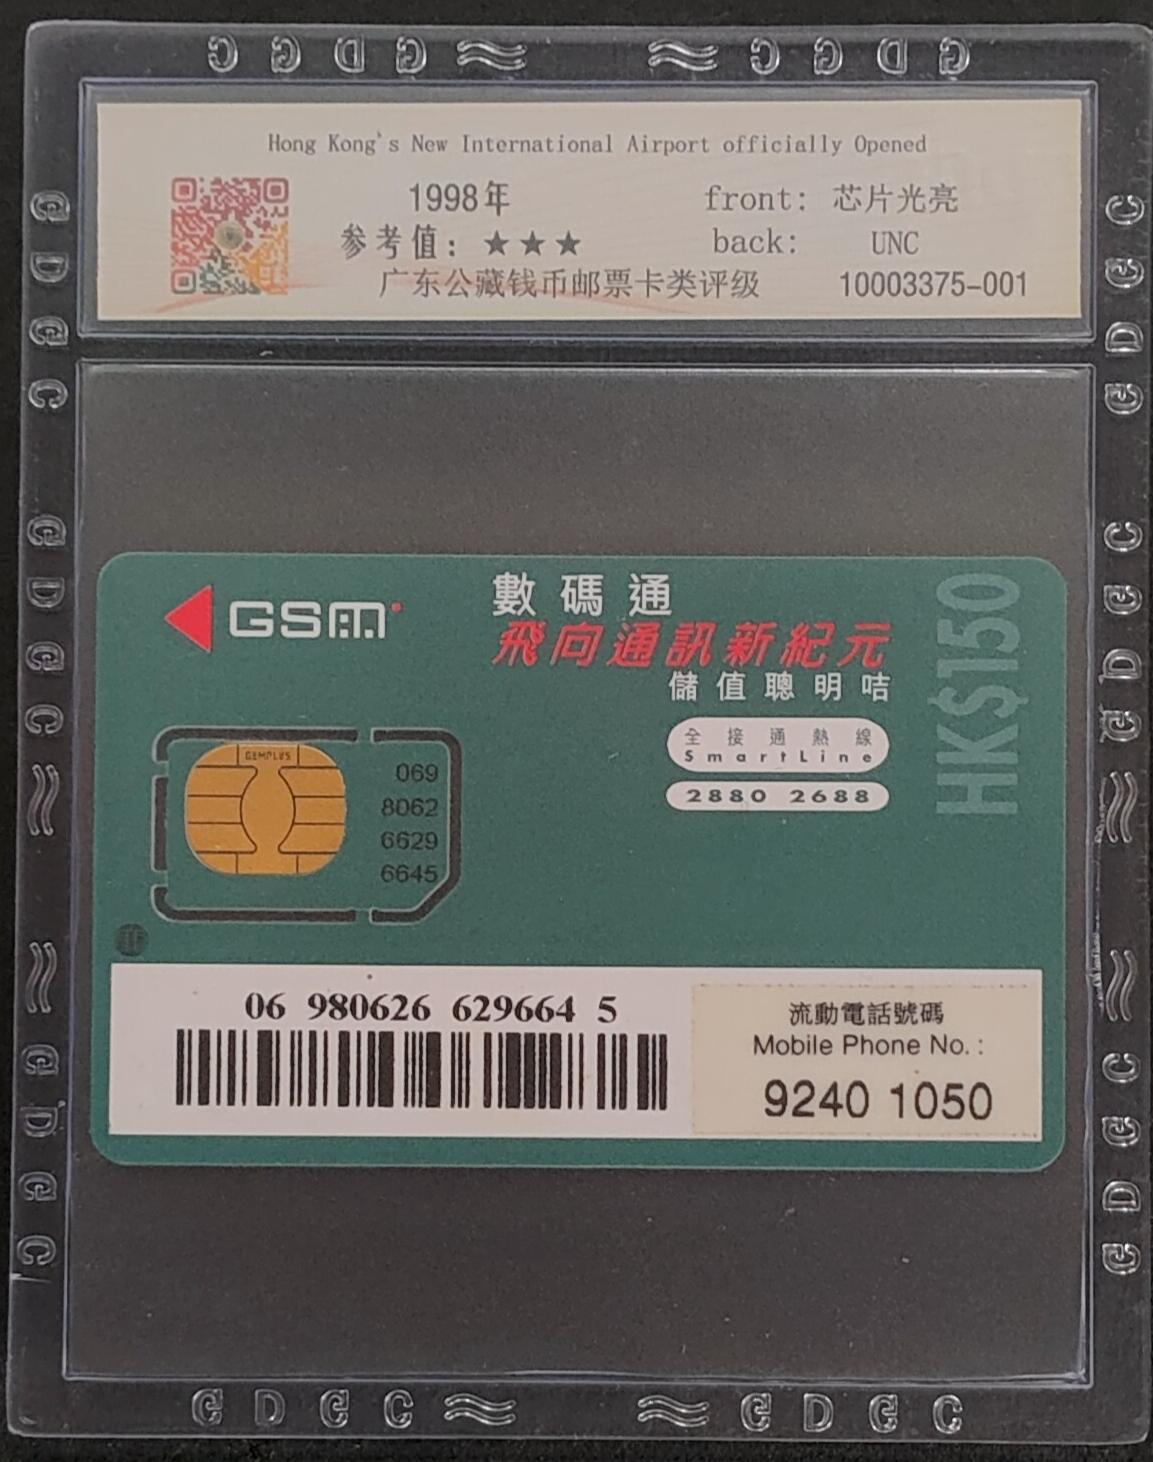 GDGC GDGC
Hong Kong's New International Airport officially Opened
1998年 front: 芯片光亮
参考值: ★★★ back: UNC
广东公藏钱币邮票卡类评级 10003375-001
GSM
數碼通
飛向通訊新紀元
儲值聰明咭
HK$150
全接通熱線
SmartLine
2880 2688
GEMPLUS
069
8062
6629
6645
06 980626 629664 5
流動電話號碼
Mobile Phone No. :
9240 1050
GDGC GDGC